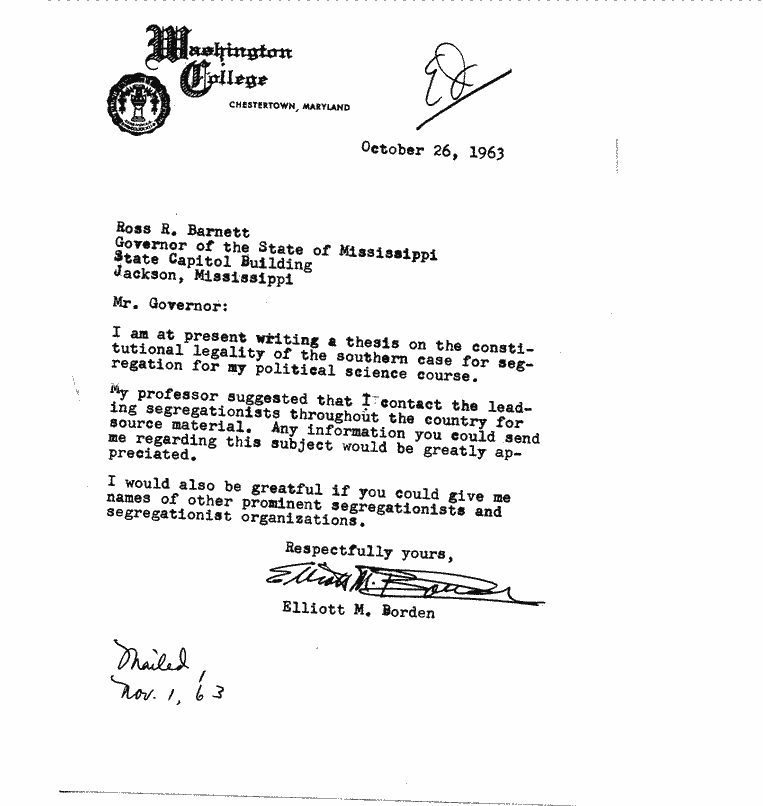 Washington
College
CHESTERTOWN, MARYLAND
October 26, 1963
Ross R. Barnett
Governor of the State of Mississippi
State Capitol Building
Jackson, Mississippi
Mr. Governor:
I am at present writing a thesis on the consti-
tutional legality of the southern case for seg-
regation for my political science course.
My professor suggested that I contact the lead-
ing segregationists throughout the country for
source material. Any information you could send
me regarding this subject would be greatly ap-
preciated.
I would also be greatful if you could give me
names of other prominent segregationists and
segregationist organizations.
Respectfully yours,
Elliott M. Borden
Elliott M. Borden
Mailed,
Nov. 1, 63